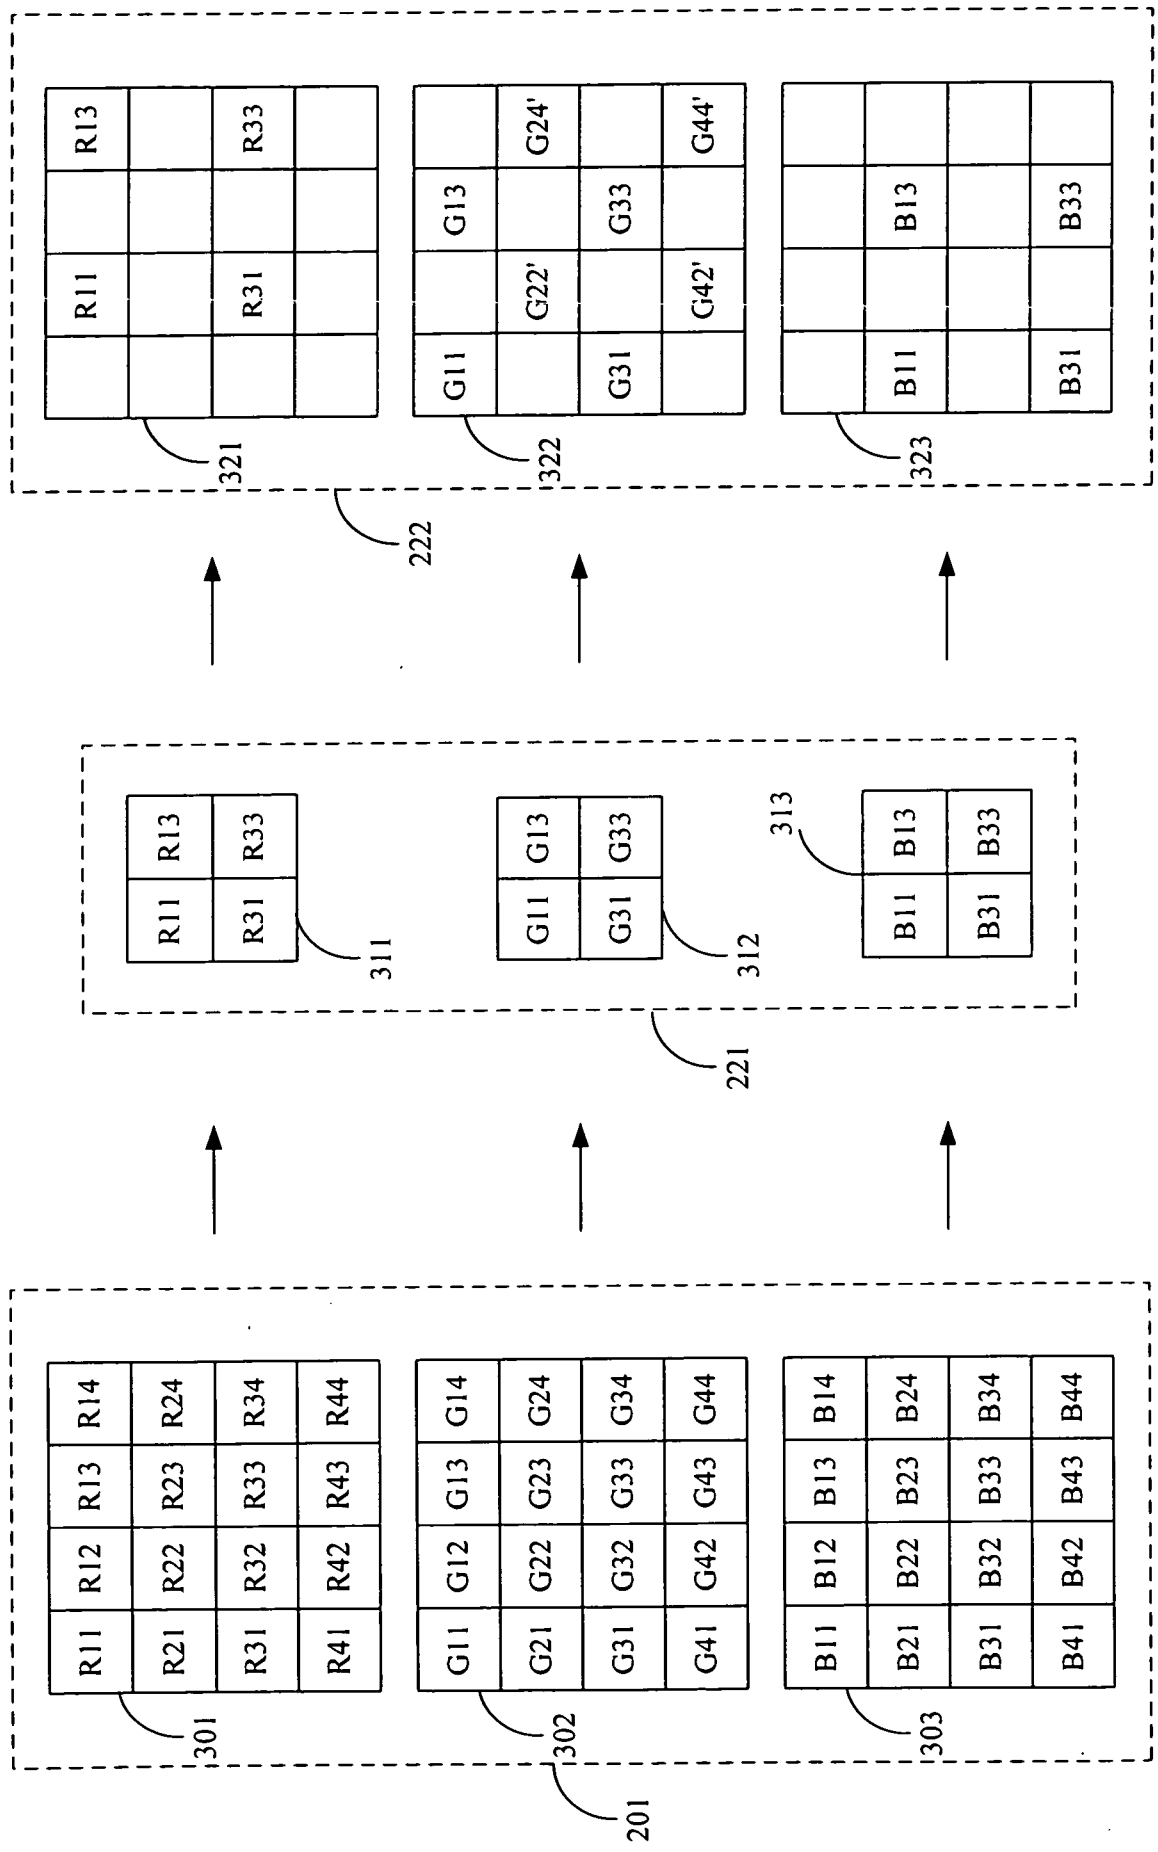 R11 R12 R13 R14
R21 R22 R23 R24
R31 R32 R33 R34
R41 R42 R43 R44
301
G11 G12 G13 G14
G21 G22 G23 G24
G31 G32 G33 G34
G41 G42 G43 G44
302
201
B11 B12 B13 B14
B21 B22 B23 B24
B31 B32 B33 B34
B41 B42 B43 B44
303
R11 R13
R31 R33
311
G11 G13
G31 G33
312
221
313
B11 B13
B31 B33
R11 R13
R31 R33
321
222
G11 G13
G22' G24'
G31 G33
G42' G44'
322
B11 B13
B31 B33
323